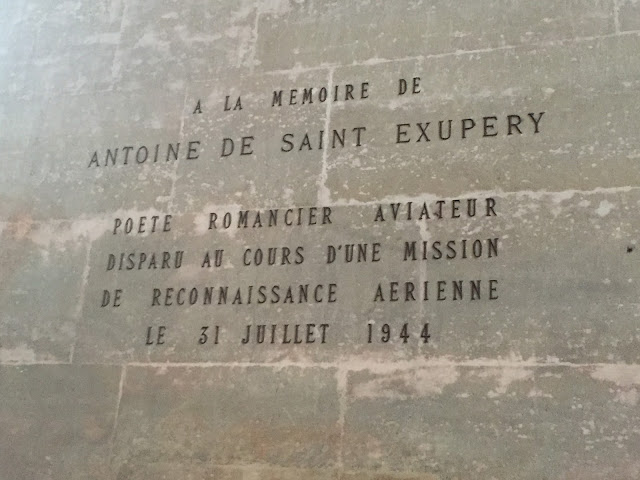 A LA MEMOIRE DE
ANTOINE DE SAINT EXUPERY
POETE ROMANCIER AVIATEUR
DISPARU AU COURS D'UNE MISSION
DE RECONNAISSANCE AERIENNE
LE 31 JUILLET 1944